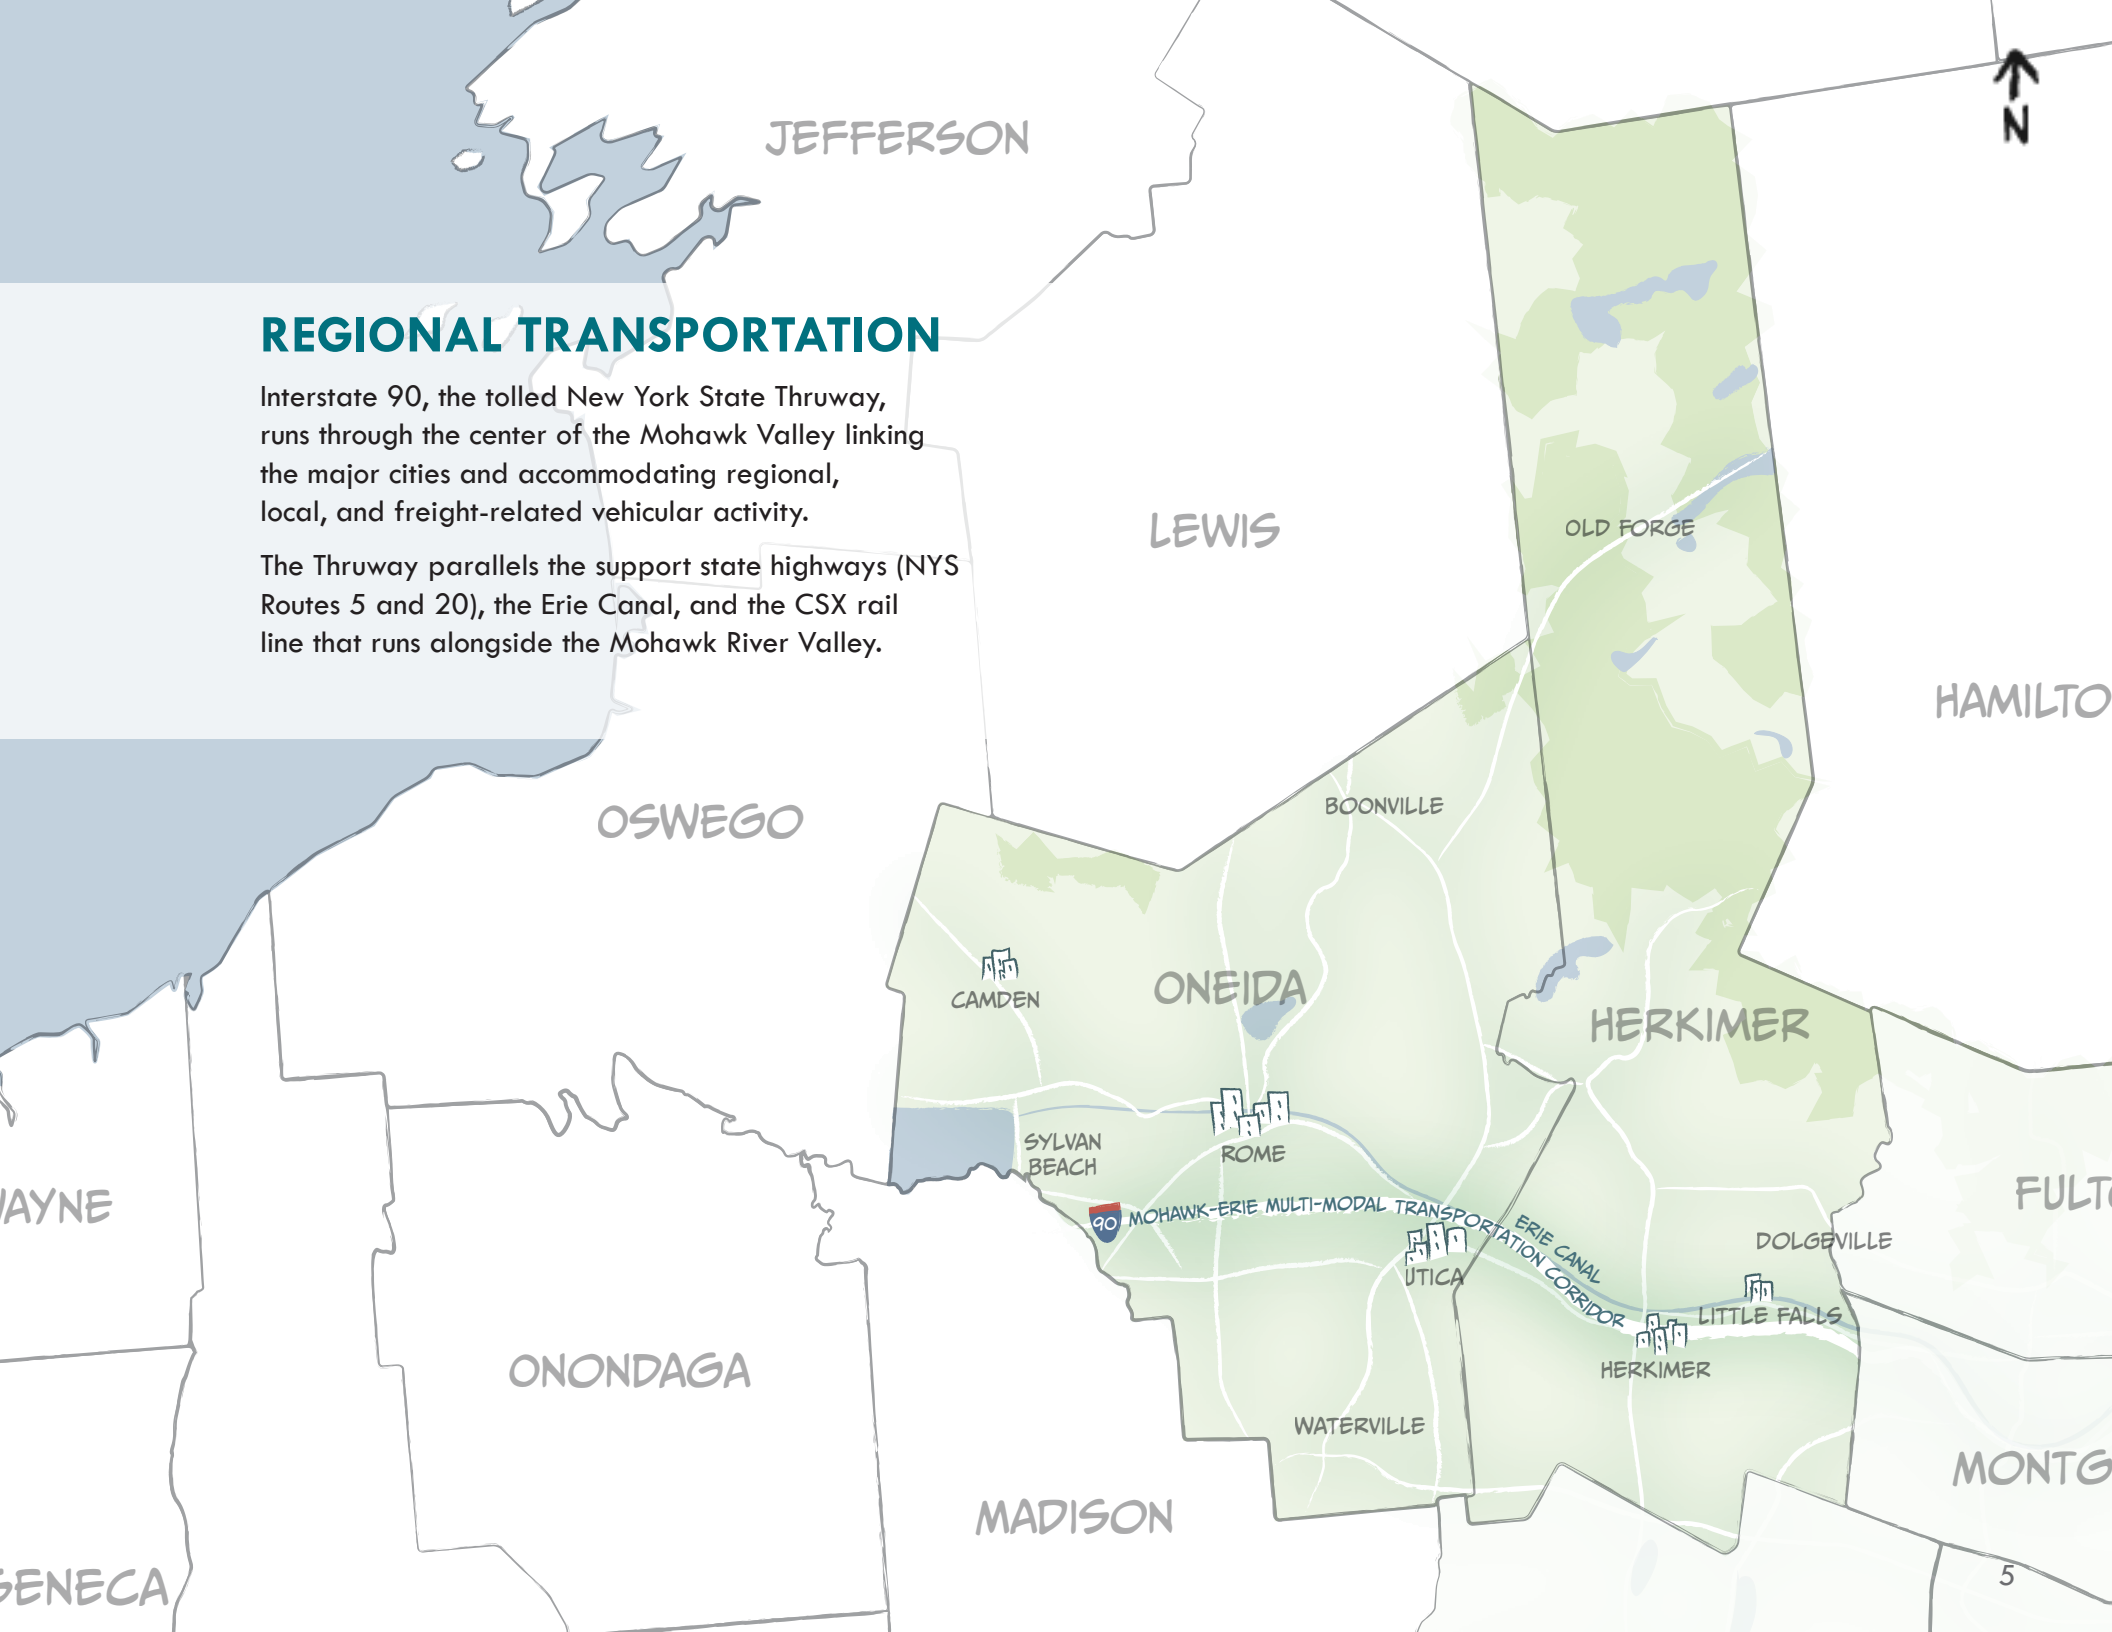 N
JEFFERSON
REGIONAL TRANSPORTATION
Interstate 90, the tolled New York State Thruway,
runs through the center of the Mohawk Valley linking
the major cities and accommodating regional,
local, and freight-related vehicular activity.
The Thruway parallels the support state highways (NYS
Routes 5 and 20), the Erie Canal, and the CSX rail
line that runs alongside the Mohawk River Valley.
LEWIS
OLD FORGE
HAMILTO
OSWEGO
BOONVILLE
CAMDEN
ONEIDA
HERKIMER
SYLVAN
BEACH
ROME
WAYNE
FULT
90
MOHAWK-ERIE MULTI-MODAL TRANSPORTATION CORRIDOR
ERIE CANAL
DOLGEVILLE
UTICA
LITTLE FALLS
HERKIMER
ONONDAGA
WATERVILLE
MONTG
MADISON
SENECA
5